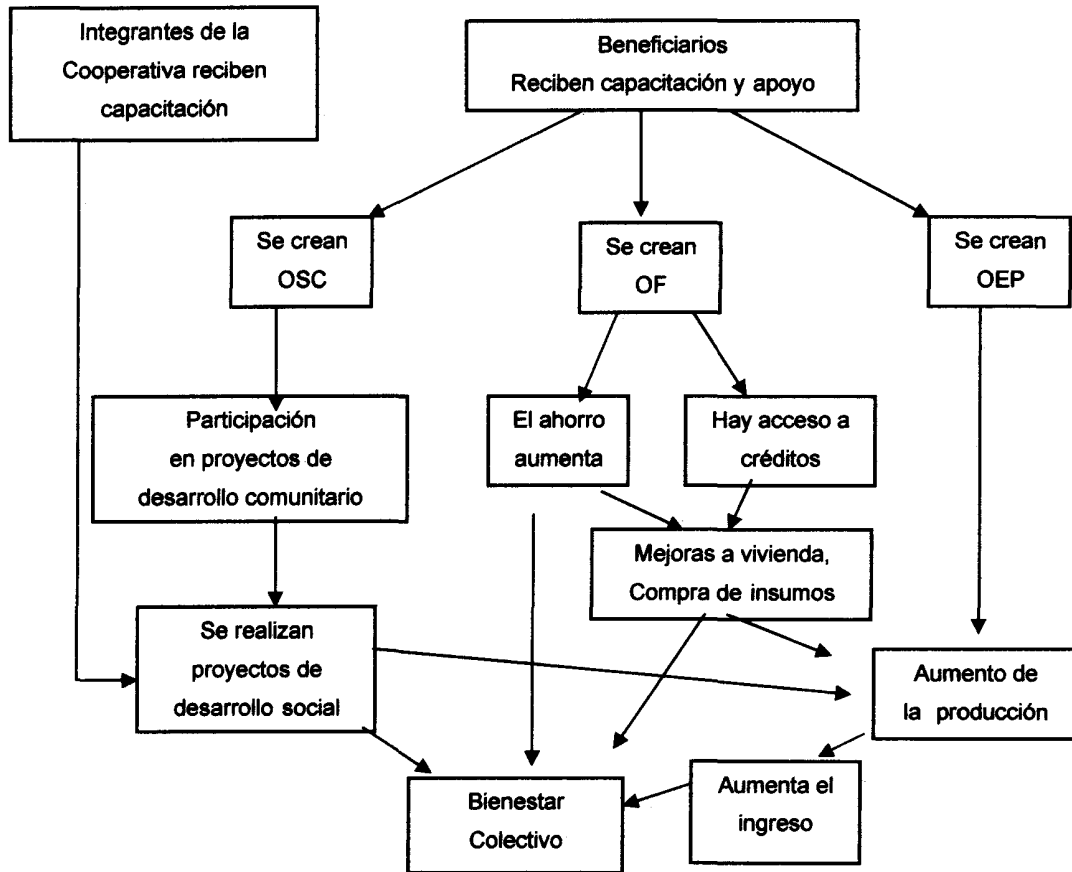 Integrantes de la
Cooperativa reciben
capacitación
Beneficiarios
Reciben capacitación y apoyo
Se crean
OSC
Se crean
OF
Se crean
OEP
Participación
en proyectos de
desarrollo comunitario
El ahorro
aumenta
Hay acceso a
créditos
Mejoras a vivienda,
Compra de insumos
Se realizan
proyectos de
desarrollo social
Aumento de
la producción
Bienestar
Colectivo
Aumenta el
ingreso